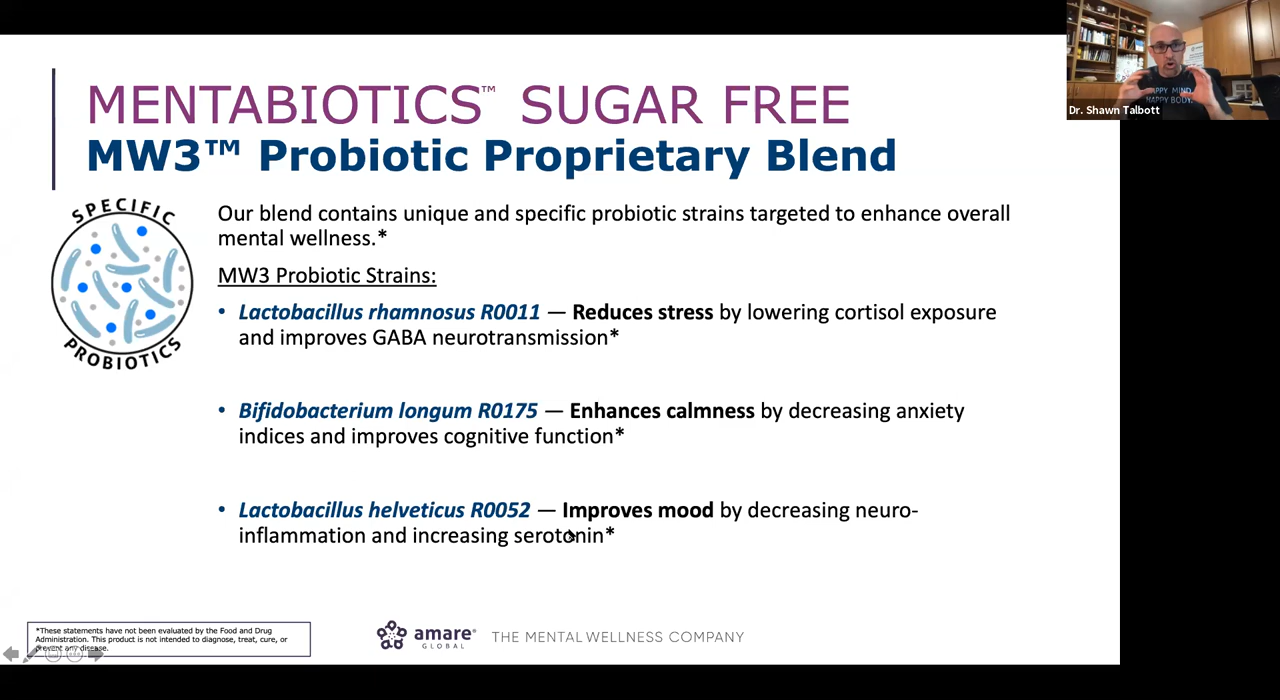 MENTABIOTICS™ SUGAR FREE
MW3™ Probiotic Proprietary Blend
SPECIFIC
PROBIOTICS
Our blend contains unique and specific probiotic strains targeted to enhance overall
mental wellness.*
MW3 Probiotic Strains:
• Lactobacillus rhamnosus R0011 — Reduces stress by lowering cortisol exposure
and improves GABA neurotransmission*
• Bifidobacterium longum R0175 — Enhances calmness by decreasing anxiety
indices and improves cognitive function*
• Lactobacillus helveticus R0052 — Improves mood by decreasing neuro-
inflammation and increasing serotonin*
*These statements have not been evaluated by the Food and Drug
Administration. This product is not intended to diagnose, treat, cure, or
prevent any disease.
amare®
GLOBAL
THE MENTAL WELLNESS COMPANY
HAPPY MIND
HAPPY BODY.
Dr. Shawn Talbott